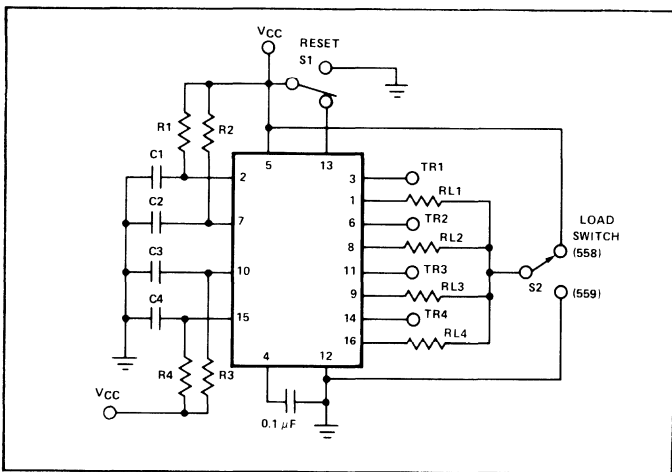 VCC
RESET
S1
R1
R2
C1
C2
C3
C4
R4
R3
VCC
5
13
2
7
10
15
4
12
3
1
6
8
11
9
14
16
TR1
RL1
TR2
RL2
TR3
RL3
TR4
RL4
LOAD
SWITCH
(558)
S2
(559)
0.1 μF